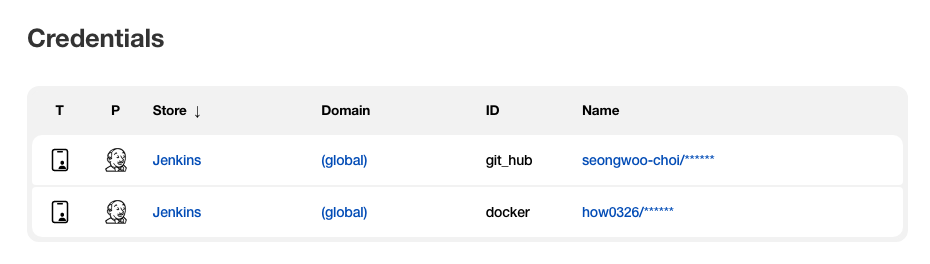 Credentials
T P Store ↓ Domain ID Name
Jenkins (global) git_hub seongwoo-choi/******
Jenkins (global) docker how0326/******